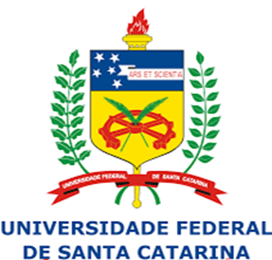 ARS ET SCIENTIA
UNIVERSIDADE FEDERAL DE SANTA CATARINA
UNIVERSIDADE FEDERAL
DE SANTA CATARINA